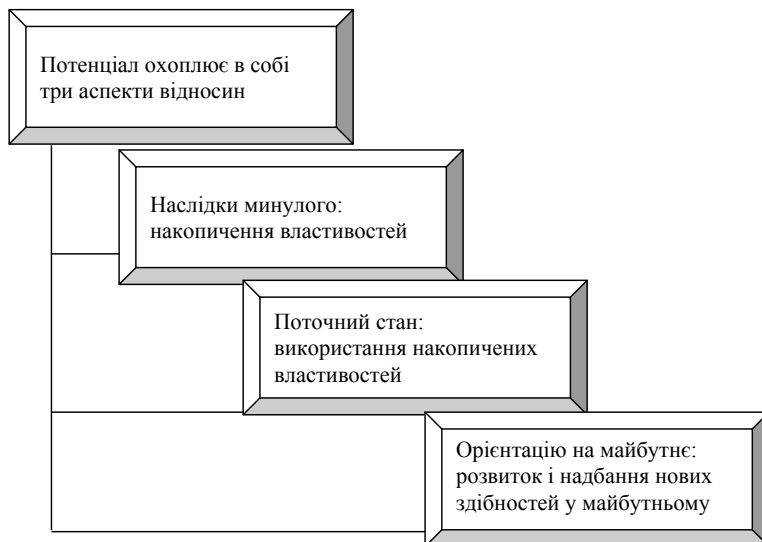 Потенціал охоплює в собі
три аспекти відносин
Наслідки минулого:
накопичення властивостей
Поточний стан:
використання накопичених
властивостей
Орієнтацію на майбутнє:
розвиток і надбання нових
здібностей у майбутньому